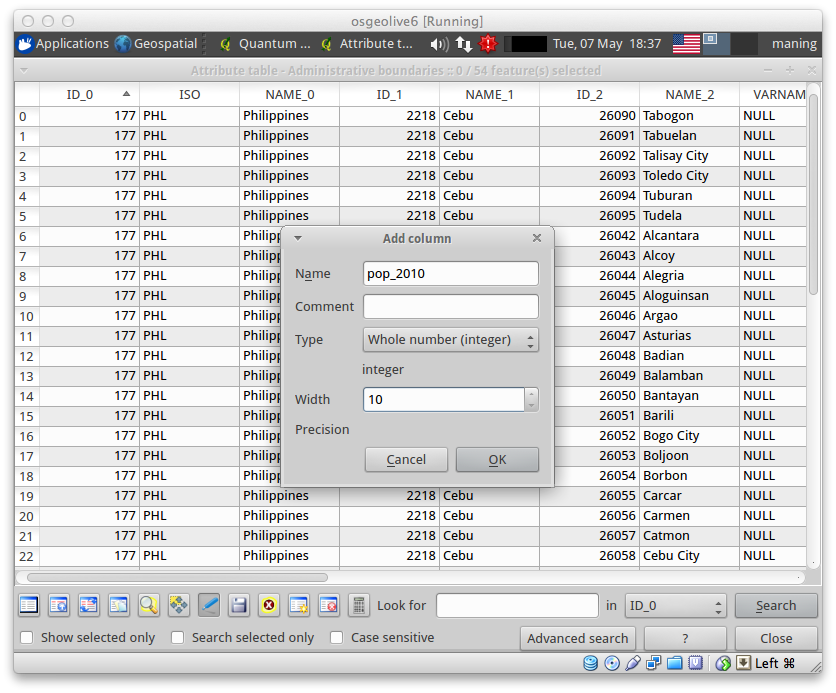 osgeolive6 [Running]
Applications Geospatial Quantum ... Attribute t... Tue, 07 May 18:37 maning
Attribute table - Administrative boundaries :: 0 / 54 feature(s) selected
ID_0 ISO NAME_0 ID_1 NAME_1 ID_2 NAME_2 VARNAM
0 177 PHL Philippines 2218 Cebu 26090 Tabogon NULL
1 177 PHL Philippines 2218 Cebu 26091 Tabuelan NULL
2 177 PHL Philippines 2218 Cebu 26092 Talisay City NULL
3 177 PHL Philippines 2218 Cebu 26093 Toledo City NULL
4 177 PHL Philippines 2218 Cebu 26094 Tuburan NULL
5 177 PHL Philippines 2218 Cebu 26095 Tudela NULL
6 177 PHL Philipp 26042 Alcantara NULL
7 177 PHL Philipp 26043 Alcoy NULL
8 177 PHL Philipp 26044 Alegria NULL
9 177 PHL Philipp 26045 Aloguinsan NULL
10 177 PHL Philipp 26046 Argao NULL
11 177 PHL Philipp 26047 Asturias NULL
12 177 PHL Philipp 26048 Badian NULL
13 177 PHL Philipp 26049 Balamban NULL
14 177 PHL Philipp 26050 Bantayan NULL
15 177 PHL Philipp 26051 Barili NULL
16 177 PHL Philipp 26052 Bogo City NULL
17 177 PHL Philipp 26053 Boljoon NULL
18 177 PHL Philipp 26054 Borbon NULL
19 177 PHL Philippines 2218 Cebu 26055 Carcar NULL
20 177 PHL Philippines 2218 Cebu 26056 Carmen NULL
21 177 PHL Philippines 2218 Cebu 26057 Catmon NULL
22 177 PHL Philippines 2218 Cebu 26058 Cebu City NULL
Add column
Name pop_2010
Comment
Type Whole number (integer)
integer
Width 10
Precision
Cancel OK
Look for in ID_0 Search
Show selected only Search selected only Case sensitive Advanced search ? Close
Left ⌘